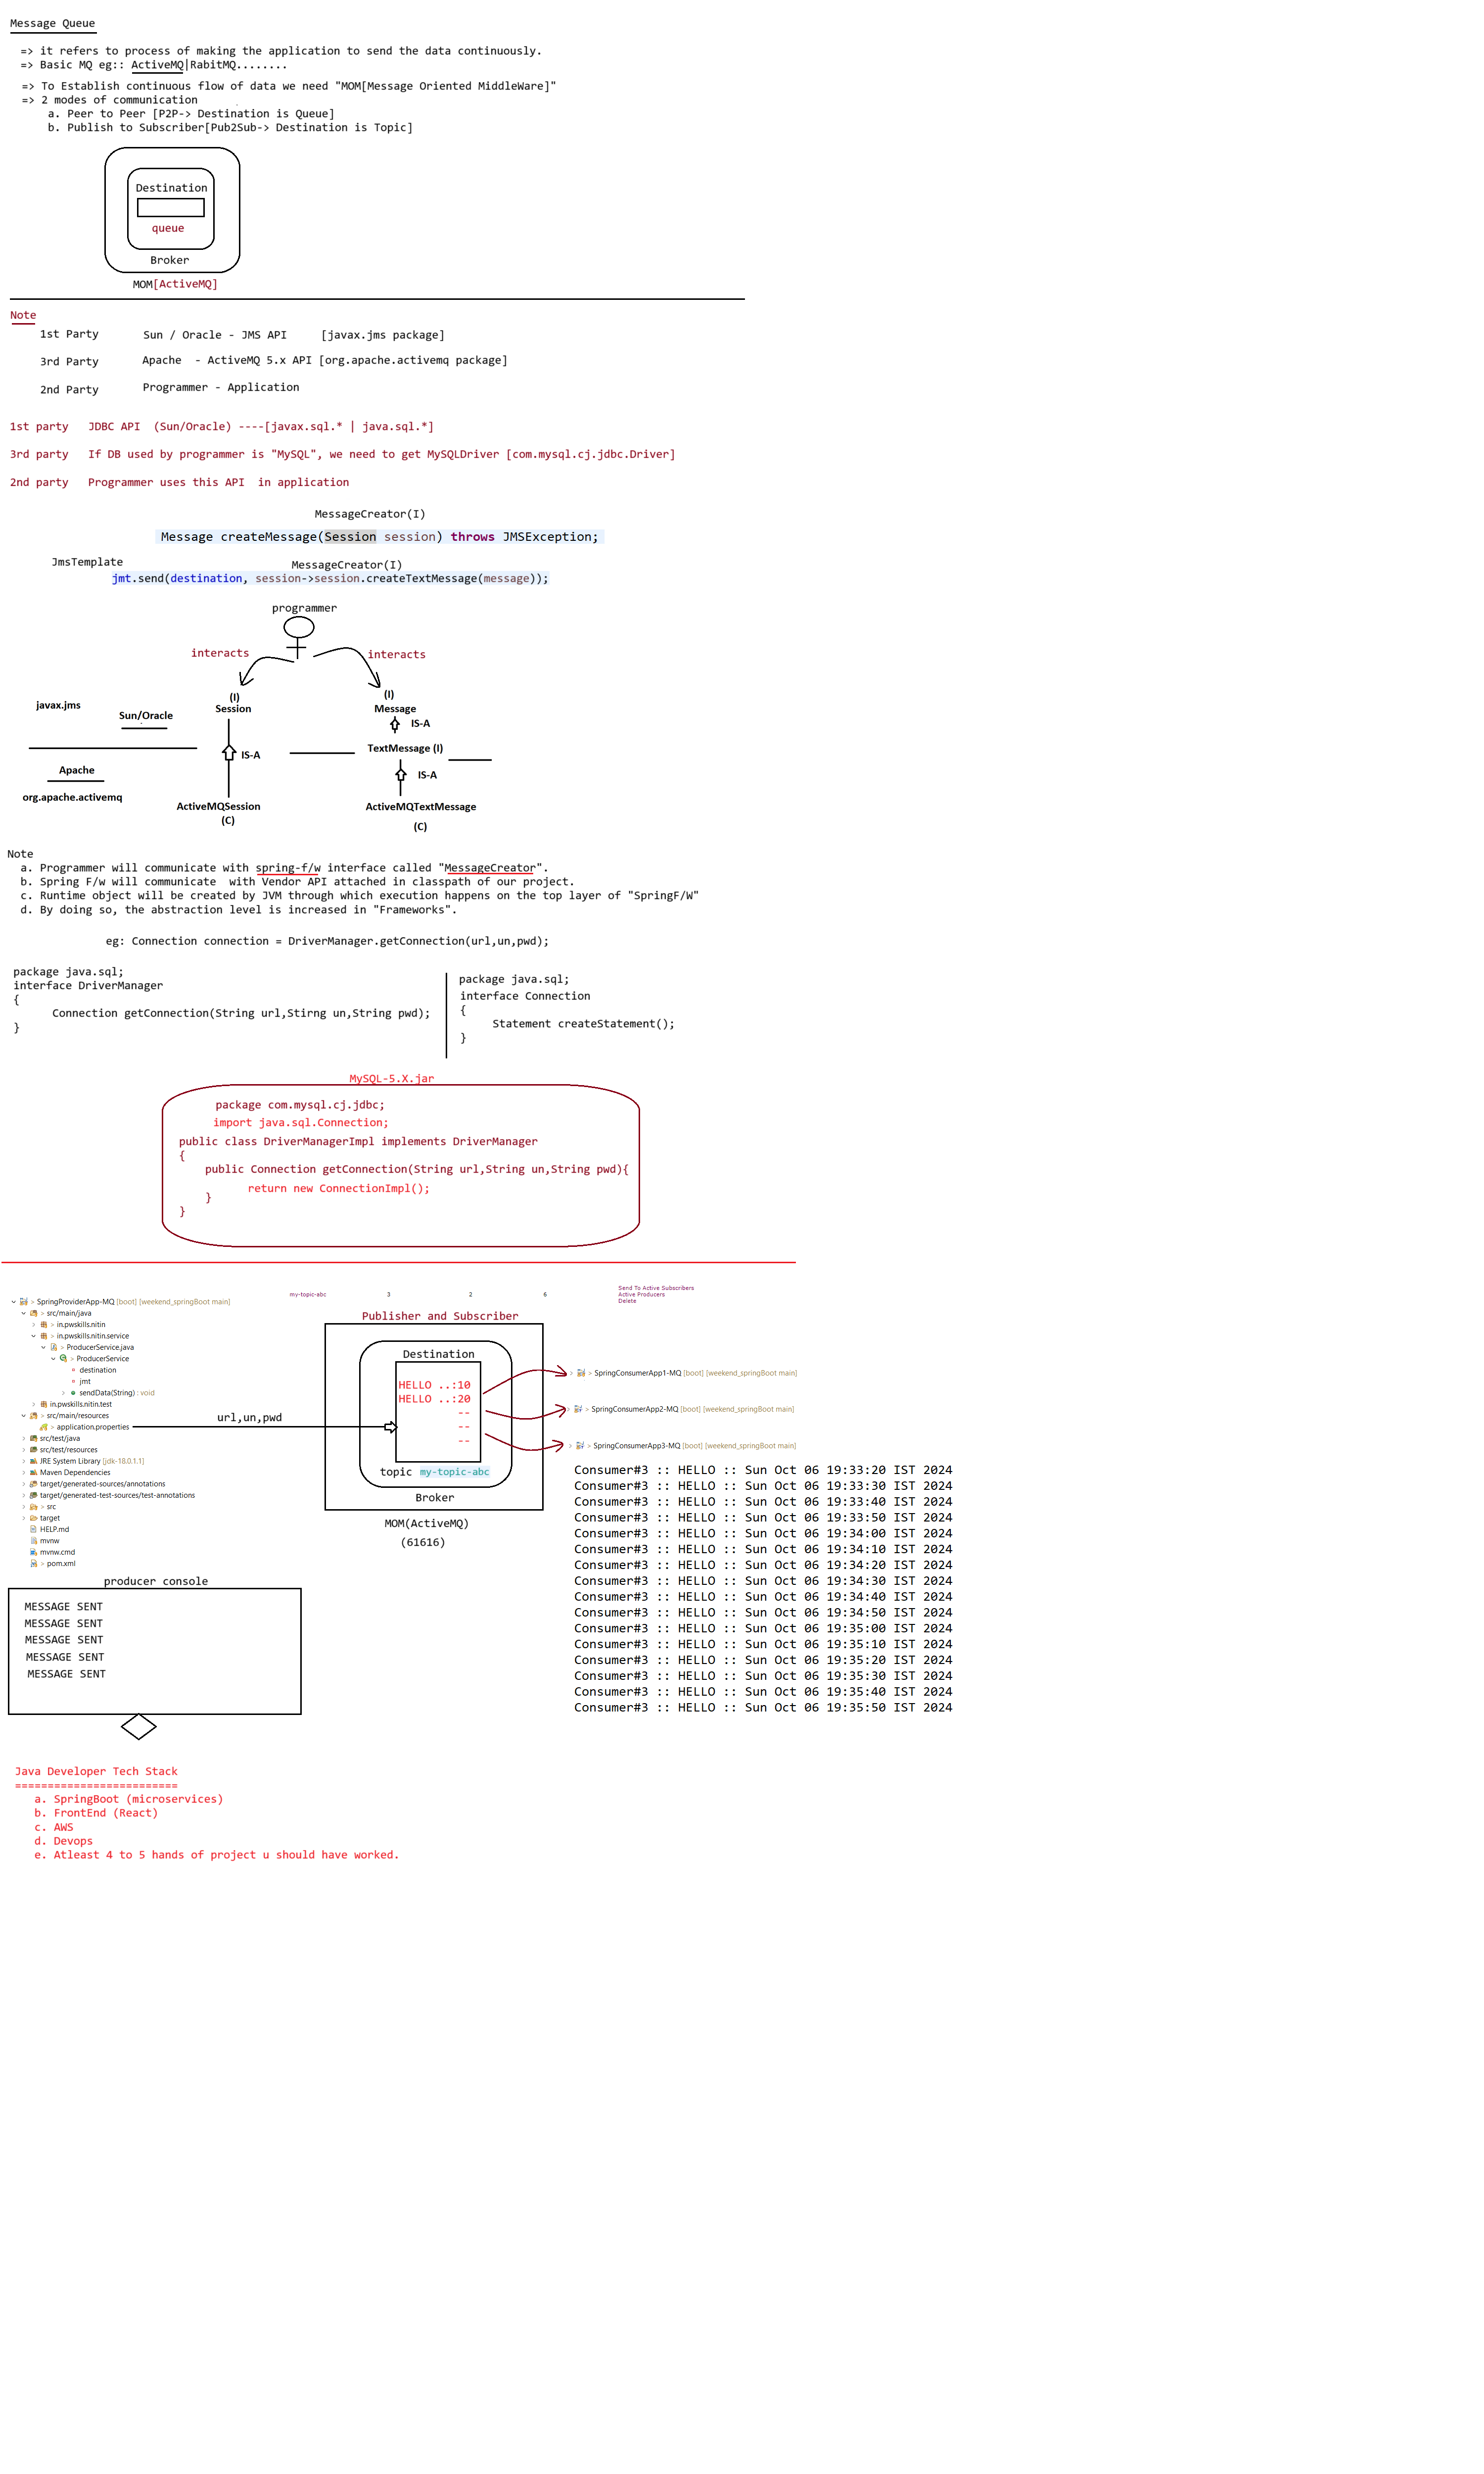 Message Queue
=> it refers to process of making the application to send the data continuously.
=> Basic MQ eg:: ActiveMQ|RabitMQ........
=> To Establish continuous flow of data we need "MOM[Message Oriented MiddleWare]"
=> 2 modes of communication
a. Peer to Peer [P2P-> Destination is Queue]
b. Publish to Subscriber[Pub2Sub-> Destination is Topic]
Destination
queue
Broker
MOM[ActiveMQ]
Note
1st Party Sun / Oracle - JMS API [javax.jms package]
3rd Party Apache - ActiveMQ 5.x API [org.apache.activemq package]
2nd Party Programmer - Application
1st party JDBC API (Sun/Oracle) ----[javax.sql.* | java.sql.*]
3rd party If DB used by programmer is "MySQL", we need to get MySQLDriver [com.mysql.cj.jdbc.Driver]
2nd party Programmer uses this API in application
MessageCreator(I)
Message createMessage(Session session) throws JMSException;
JmsTemplate
MessageCreator(I)
jmt.send(destination, session->session.createTextMessage(message));
programmer
interacts interacts
(I) (I)
javax.jms Session Message
Sun/Oracle IS-A
IS-A TextMessage (I)
Apache IS-A
org.apache.activemq
ActiveMQSession ActiveMQTextMessage
(C) (C)
Note
a. Programmer will communicate with spring-f/w interface called "MessageCreator".
b. Spring F/w will communicate with Vendor API attached in classpath of our project.
c. Runtime object will be created by JVM through which execution happens on the top layer of "SpringF/W"
d. By doing so, the abstraction level is increased in "Frameworks".
eg: Connection connection = DriverManager.getConnection(url,un,pwd);
package java.sql;
interface DriverManager
{
Connection getConnection(String url,Stirng un,String pwd);
}
package java.sql;
interface Connection
{
Statement createStatement();
}
MySQL-5.X.jar
package com.mysql.cj.jdbc;
import java.sql.Connection;
public class DriverManagerImpl implements DriverManager
{
public Connection getConnection(String url,String un,String pwd){
return new ConnectionImpl();
}
}
my-topic-abc 3 2 6
Send To Active Subscribers
Active Producers
Delete
> SpringProviderApp-MQ [boot] [weekend_springBoot main]
> src/main/java
> in.pwskills.nitin
> in.pwskills.nitin.service
> ProducerService.java
> ProducerService
destination
jmt
sendData(String) : void
in.pwskills.nitin.test
> src/main/resources
> application.properties
src/test/java
src/test/resources
JRE System Library [jdk-18.0.1.1]
Maven Dependencies
target/generated-sources/annotations
target/generated-test-sources/test-annotations
> src
target
HELP.md
mvnw
mvnw.cmd
> pom.xml
url,un,pwd
Publisher and Subscriber
Destination
HELLO ..:10
HELLO ..:20
--
--
--
topic my-topic-abc
Broker
MOM(ActiveMQ)
(61616)
> SpringConsumerApp1-MQ [boot] [weekend_springBoot main]
> SpringConsumerApp2-MQ [boot] [weekend_springBoot main]
> SpringConsumerApp3-MQ [boot] [weekend_springBoot main]
Consumer#3 :: HELLO :: Sun Oct 06 19:33:20 IST 2024
Consumer#3 :: HELLO :: Sun Oct 06 19:33:30 IST 2024
Consumer#3 :: HELLO :: Sun Oct 06 19:33:40 IST 2024
Consumer#3 :: HELLO :: Sun Oct 06 19:33:50 IST 2024
Consumer#3 :: HELLO :: Sun Oct 06 19:34:00 IST 2024
Consumer#3 :: HELLO :: Sun Oct 06 19:34:10 IST 2024
Consumer#3 :: HELLO :: Sun Oct 06 19:34:20 IST 2024
Consumer#3 :: HELLO :: Sun Oct 06 19:34:30 IST 2024
Consumer#3 :: HELLO :: Sun Oct 06 19:34:40 IST 2024
Consumer#3 :: HELLO :: Sun Oct 06 19:34:50 IST 2024
Consumer#3 :: HELLO :: Sun Oct 06 19:35:00 IST 2024
Consumer#3 :: HELLO :: Sun Oct 06 19:35:10 IST 2024
Consumer#3 :: HELLO :: Sun Oct 06 19:35:20 IST 2024
Consumer#3 :: HELLO :: Sun Oct 06 19:35:30 IST 2024
Consumer#3 :: HELLO :: Sun Oct 06 19:35:40 IST 2024
Consumer#3 :: HELLO :: Sun Oct 06 19:35:50 IST 2024
producer console
MESSAGE SENT
MESSAGE SENT
MESSAGE SENT
MESSAGE SENT
MESSAGE SENT
Java Developer Tech Stack
=========================
a. SpringBoot (microservices)
b. FrontEnd (React)
c. AWS
d. Devops
e. Atleast 4 to 5 hands of project u should have worked.